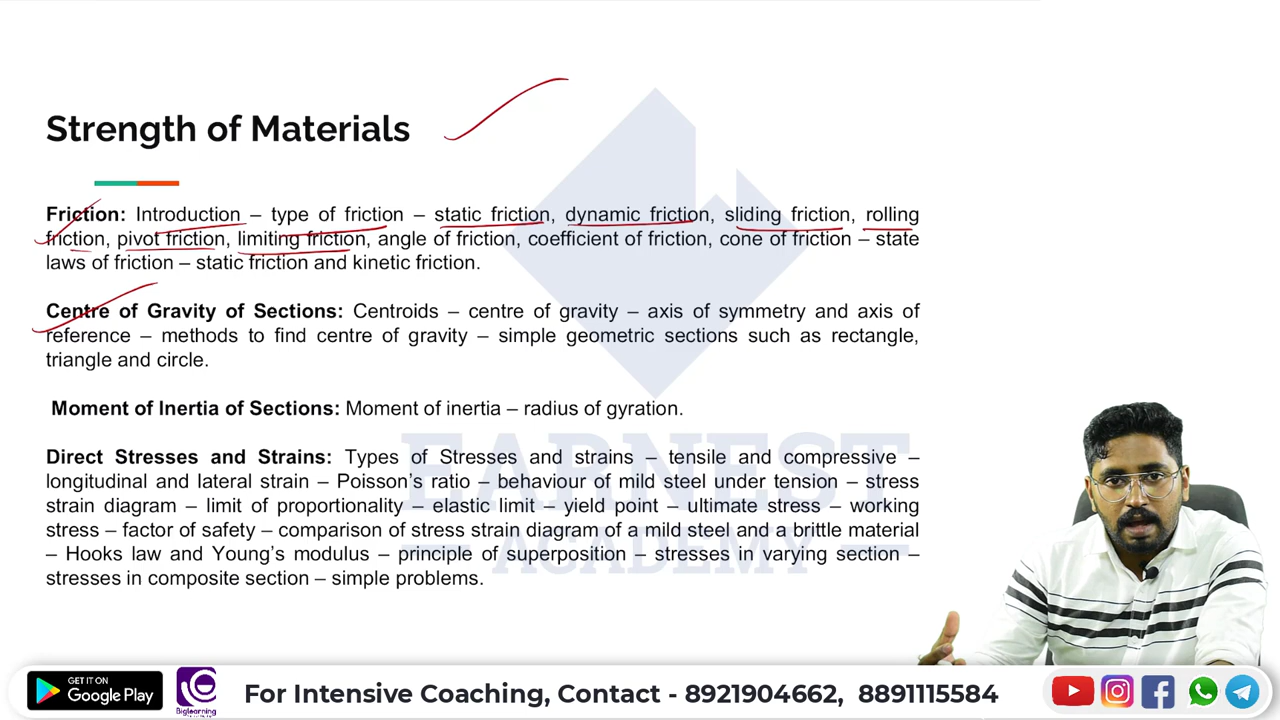 Strength of Materials
Friction: Introduction – type of friction – static friction, dynamic friction, sliding friction, rolling
friction, pivot friction, limiting friction, angle of friction, coefficient of friction, cone of friction – state
laws of friction – static friction and kinetic friction.
Centre of Gravity of Sections: Centroids – centre of gravity – axis of symmetry and axis of
reference – methods to find centre of gravity – simple geometric sections such as rectangle,
triangle and circle.
Moment of Inertia of Sections: Moment of inertia – radius of gyration.
Direct Stresses and Strains: Types of Stresses and strains – tensile and compressive –
longitudinal and lateral strain – Poisson's ratio – behaviour of mild steel under tension – stress
strain diagram – limit of proportionality – elastic limit – yield point – ultimate stress – working
stress – factor of safety – comparison of stress strain diagram of a mild steel and a brittle material
– Hooks law and Young's modulus – principle of superposition – stresses in varying section –
stresses in composite section – simple problems.
EARNEST
ACADEMY
GET IT ON
Google Play
Biglearning
For Intensive Coaching, Contact - 8921904662, 8891115584